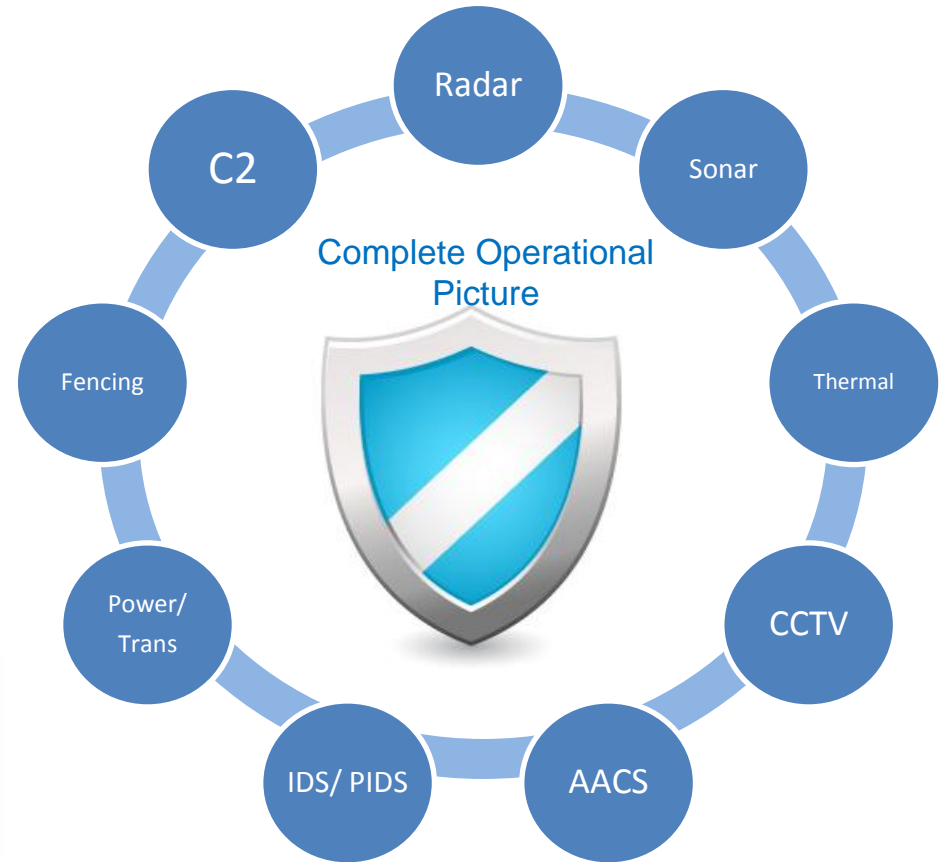 Radar
C2
Sonar
Complete Operational
Picture
Fencing
Thermal
Power/
Trans
CCTV
IDS/ PIDS
AACS